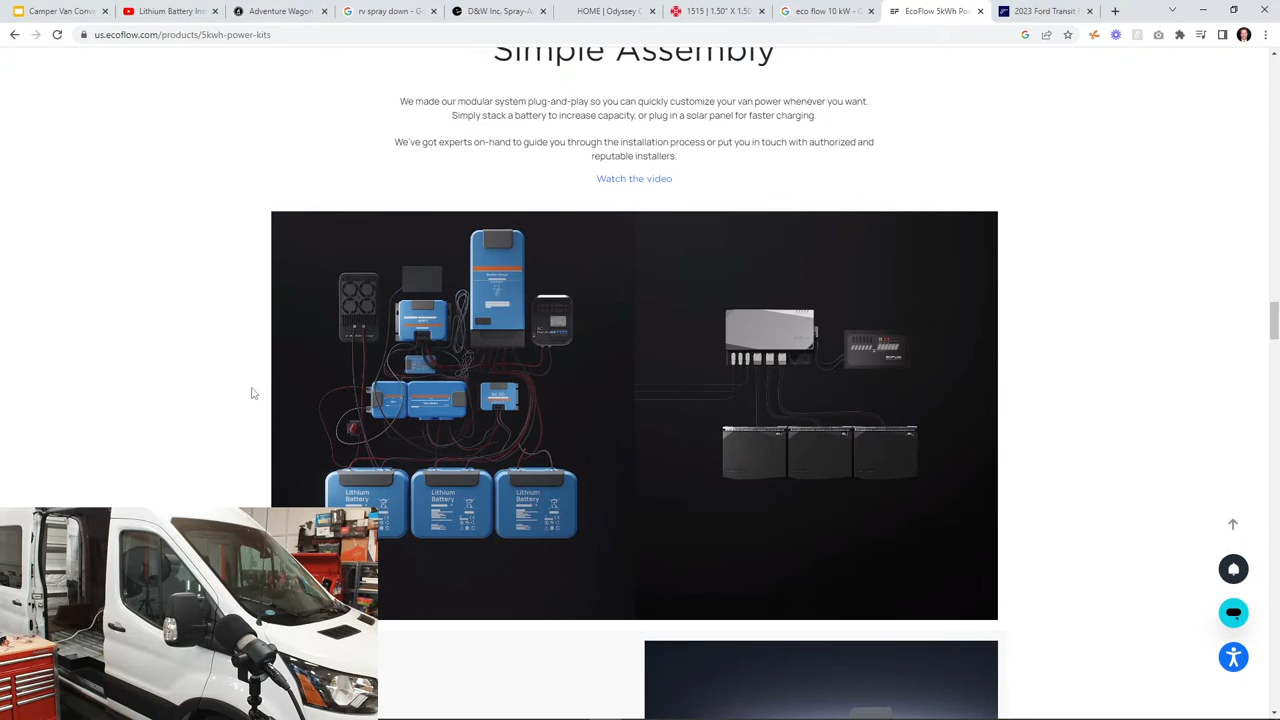 Camper Van Conve
Lithium Battery Inc
Adventure Wagon
rv spray down - Go
D&W Inc. Spray-A
HOME | Odyssey C
1515 | 1.50" X 1.50
eco flow 10 kW - G
EcoFlow 5kWh Po
2023 Ford Transit
us.ecoflow.com/products/5kwh-power-kits
Simple Assembly
We made our modular system plug-and-play so you can quickly customize your van power whenever you want.
Simply stack a battery to increase capacity, or plug in a solar panel for faster charging.
We've got experts on-hand to guide you through the installation process or put you in touch with authorized and
reputable installers.
Watch the video
Lithium
Battery
Lithium
Battery
Lithium
Battery